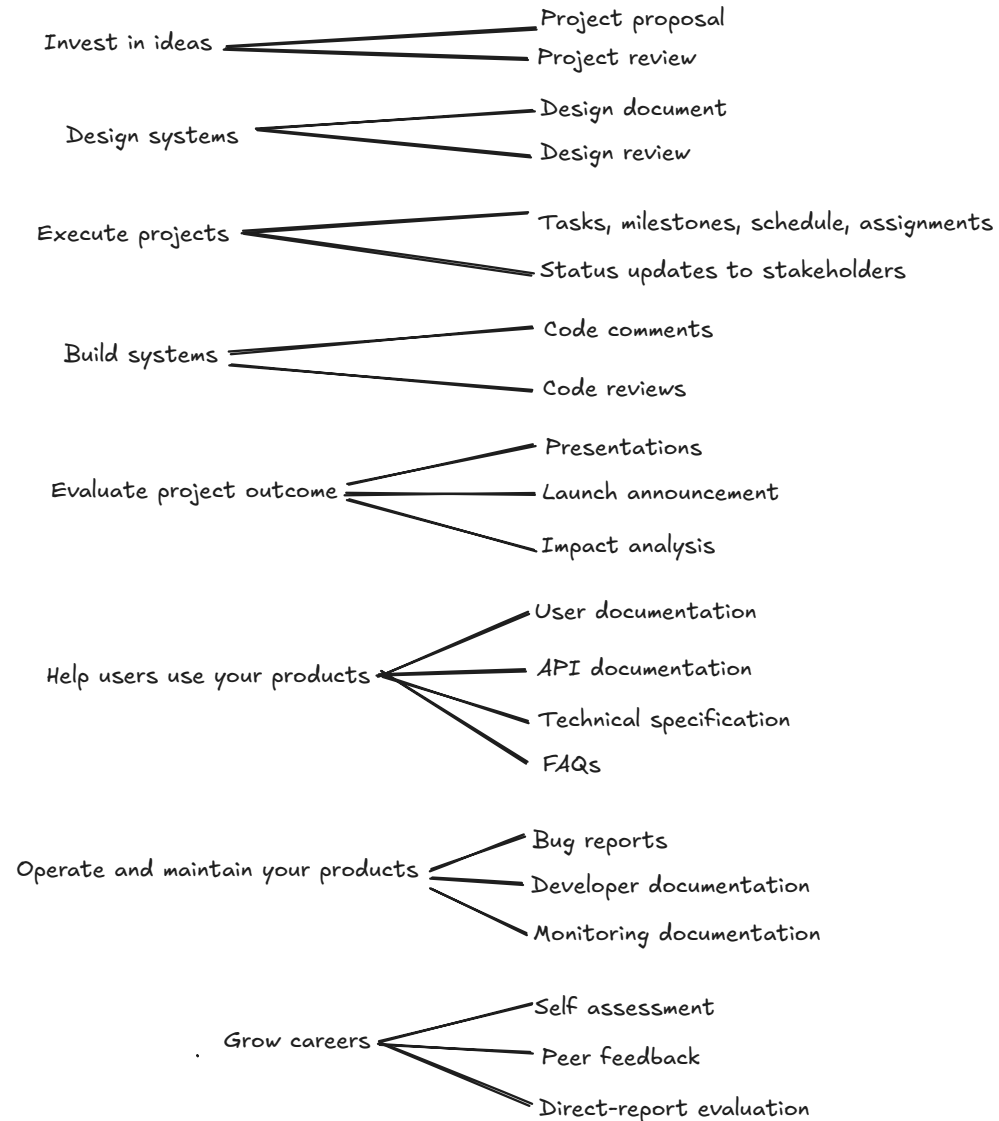 Invest in ideas
Project proposal
Project review
Design systems
Design document
Design review
Execute projects
Tasks, milestones, schedule, assignments
Status updates to stakeholders
Build systems
Code comments
Code reviews
Evaluate project outcome
Presentations
Launch announcement
Impact analysis
Help users use your products
User documentation
API documentation
Technical specification
FAQs
Operate and maintain your products
Bug reports
Developer documentation
Monitoring documentation
Grow careers
Self assessment
Peer feedback
Direct-report evaluation